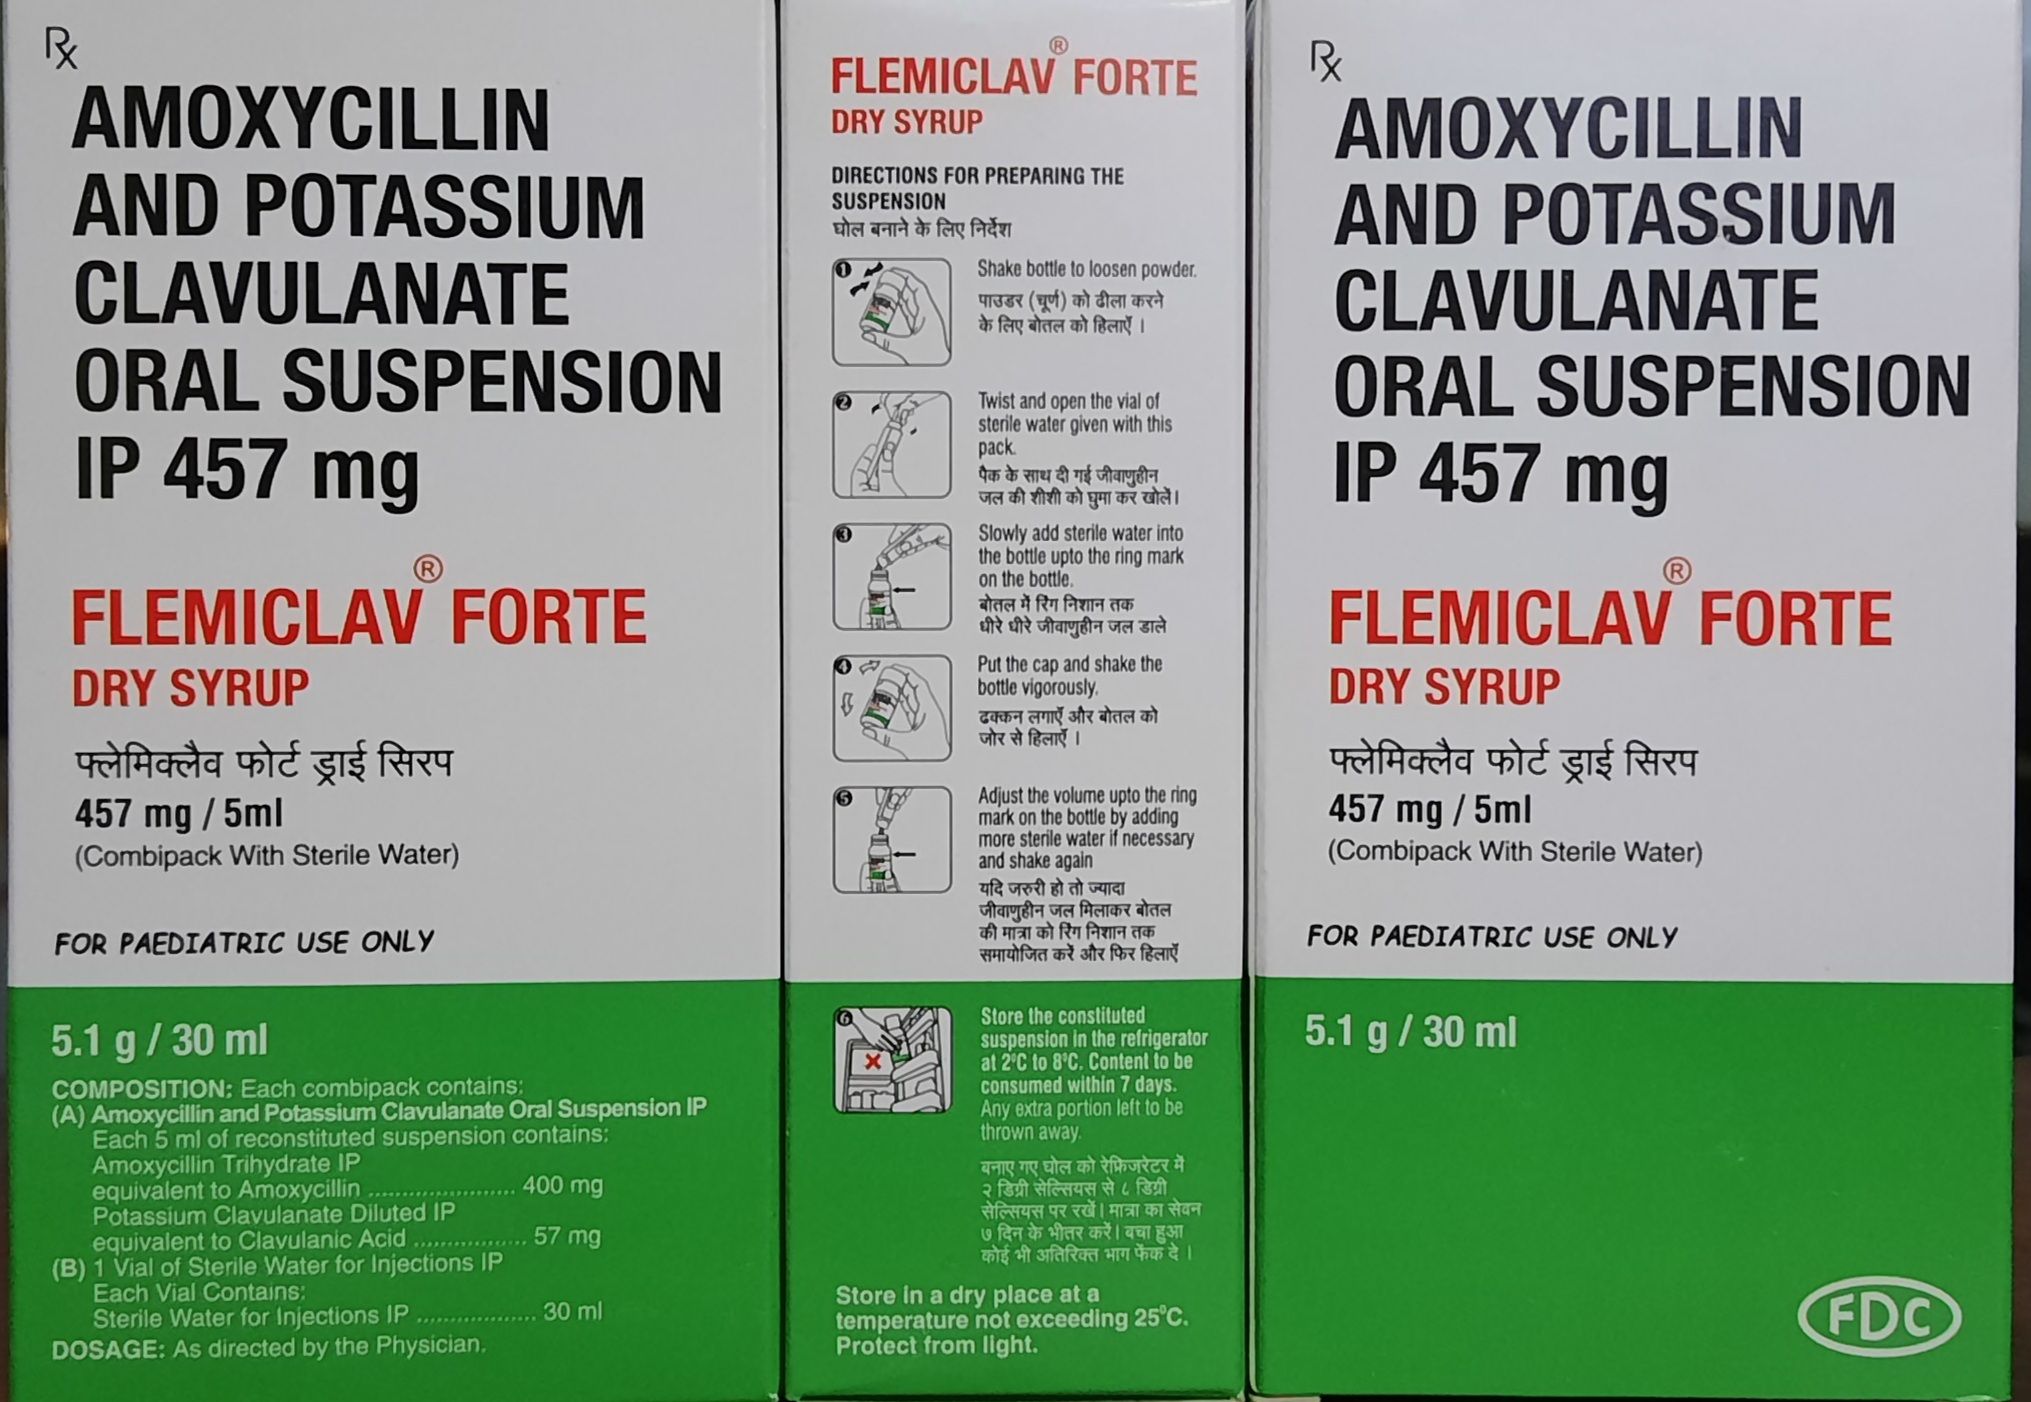 Rx
AMOXYCILLIN
AND POTASSIUM
CLAVULANATE
ORAL SUSPENSION
IP 457 mg
FLEMICLAV® FORTE
DRY SYRUP
फ्लेमिक्लैव फोर्ट ड्राई सिरप
457 mg / 5ml
(Combipack With Sterile Water)
FOR PAEDIATRIC USE ONLY
5.1 g / 30 ml
COMPOSITION: Each combipack contains:
(A) Amoxycillin and Potassium Clavulanate Oral Suspension IP
Each 5 ml of reconstituted suspension contains:
Amoxycillin Trihydrate IP
equivalent to Amoxycillin ....................... 400 mg
Potassium Clavulanate Diluted IP
equivalent to Clavulanic Acid ................. 57 mg
(B) 1 Vial of Sterile Water for Injections IP
Each Vial Contains:
Sterile Water for Injections IP .................. 30 ml
DOSAGE: As directed by the Physician.
FLEMICLAV® FORTE
DRY SYRUP
DIRECTIONS FOR PREPARING THE
SUSPENSION
घोल बनाने के लिए निर्देश
1
Shake bottle to loosen powder.
पाउडर (चूर्ण) को ढीला करने
के लिए बोतल को हिलाएँ ।
2
Twist and open the vial of
sterile water given with this
pack.
पैक के साथ दी गई जीवाणुहीन
जल की शीशी को घुमा कर खोलें।
3
Slowly add sterile water into
the bottle upto the ring mark
on the bottle.
बोतल में रिंग निशान तक
धीरे धीरे जीवाणुहीन जल डाले
4
Put the cap and shake the
bottle vigorously.
ढक्कन लगाएँ और बोतल को
जोर से हिलाएँ ।
5
Adjust the volume upto the ring
mark on the bottle by adding
more sterile water if necessary
and shake again
यदि जरुरी हो तो ज्यादा
जीवाणुहीन जल मिलाकर बोतल
की मात्रा को रिंग निशान तक
समायोजित करें और फिर हिलाएँ
6
Store the constituted
suspension in the refrigerator
at 2°C to 8°C. Content to be
consumed within 7 days.
Any extra portion left to be
thrown away.
बनाए गए घोल को रेफ्रिजरेटर में
२ डिग्री सेल्सियस से ८ डिग्री
सेल्सियस पर रखें। मात्रा का सेवन
७ दिन के भीतर करें। बचा हुआ
कोई भी अतिरिक्त भाग फेंक दे ।
Store in a dry place at a
temperature not exceeding 25°C.
Protect from light.
Rx
AMOXYCILLIN
AND POTASSIUM
CLAVULANATE
ORAL SUSPENSION
IP 457 mg
FLEMICLAV® FORTE
DRY SYRUP
फ्लेमिक्लैव फोर्ट ड्राई सिरप
457 mg / 5ml
(Combipack With Sterile Water)
FOR PAEDIATRIC USE ONLY
5.1 g / 30 ml
FDC